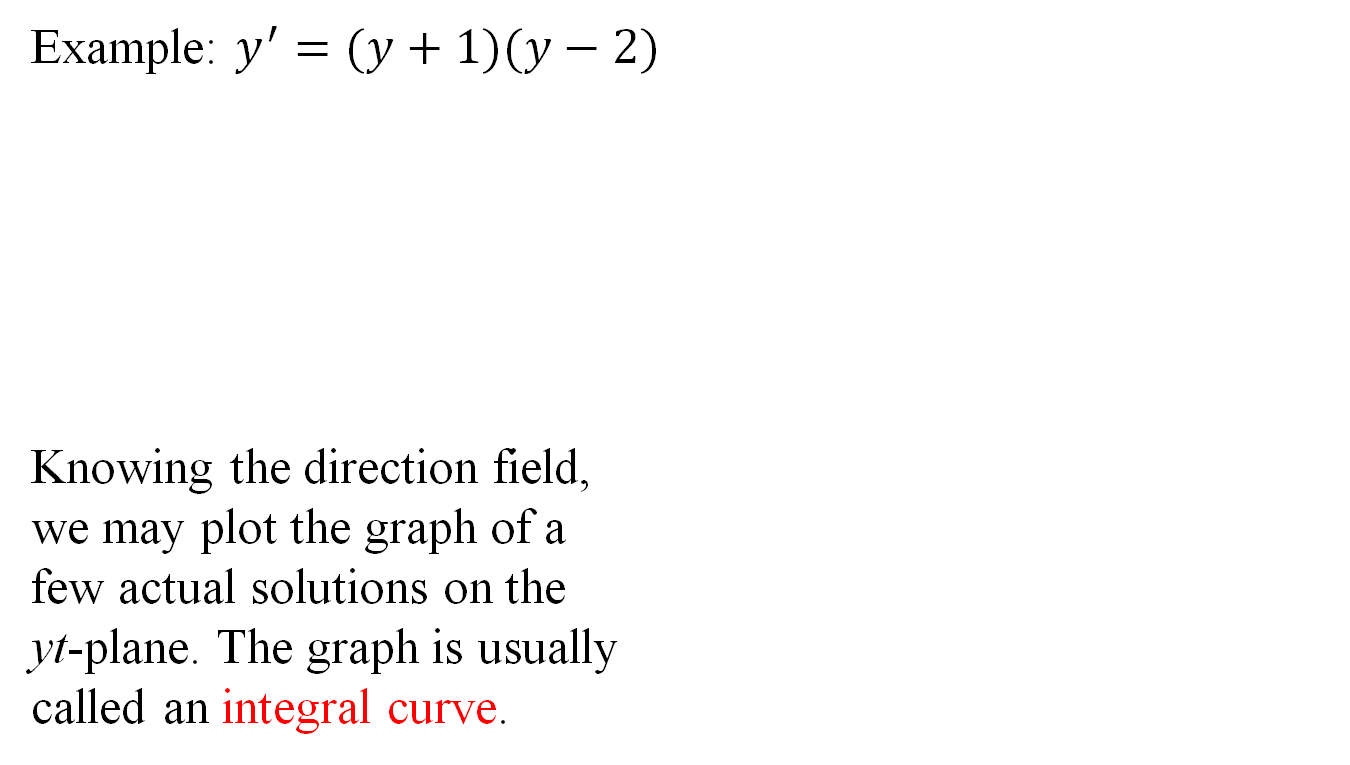 Example: 𝑦′ = (𝑦 + 1)(𝑦 − 2)
Knowing the direction field,
we may plot the graph of a
few actual solutions on the
yt-plane. The graph is usually
called an integral curve.